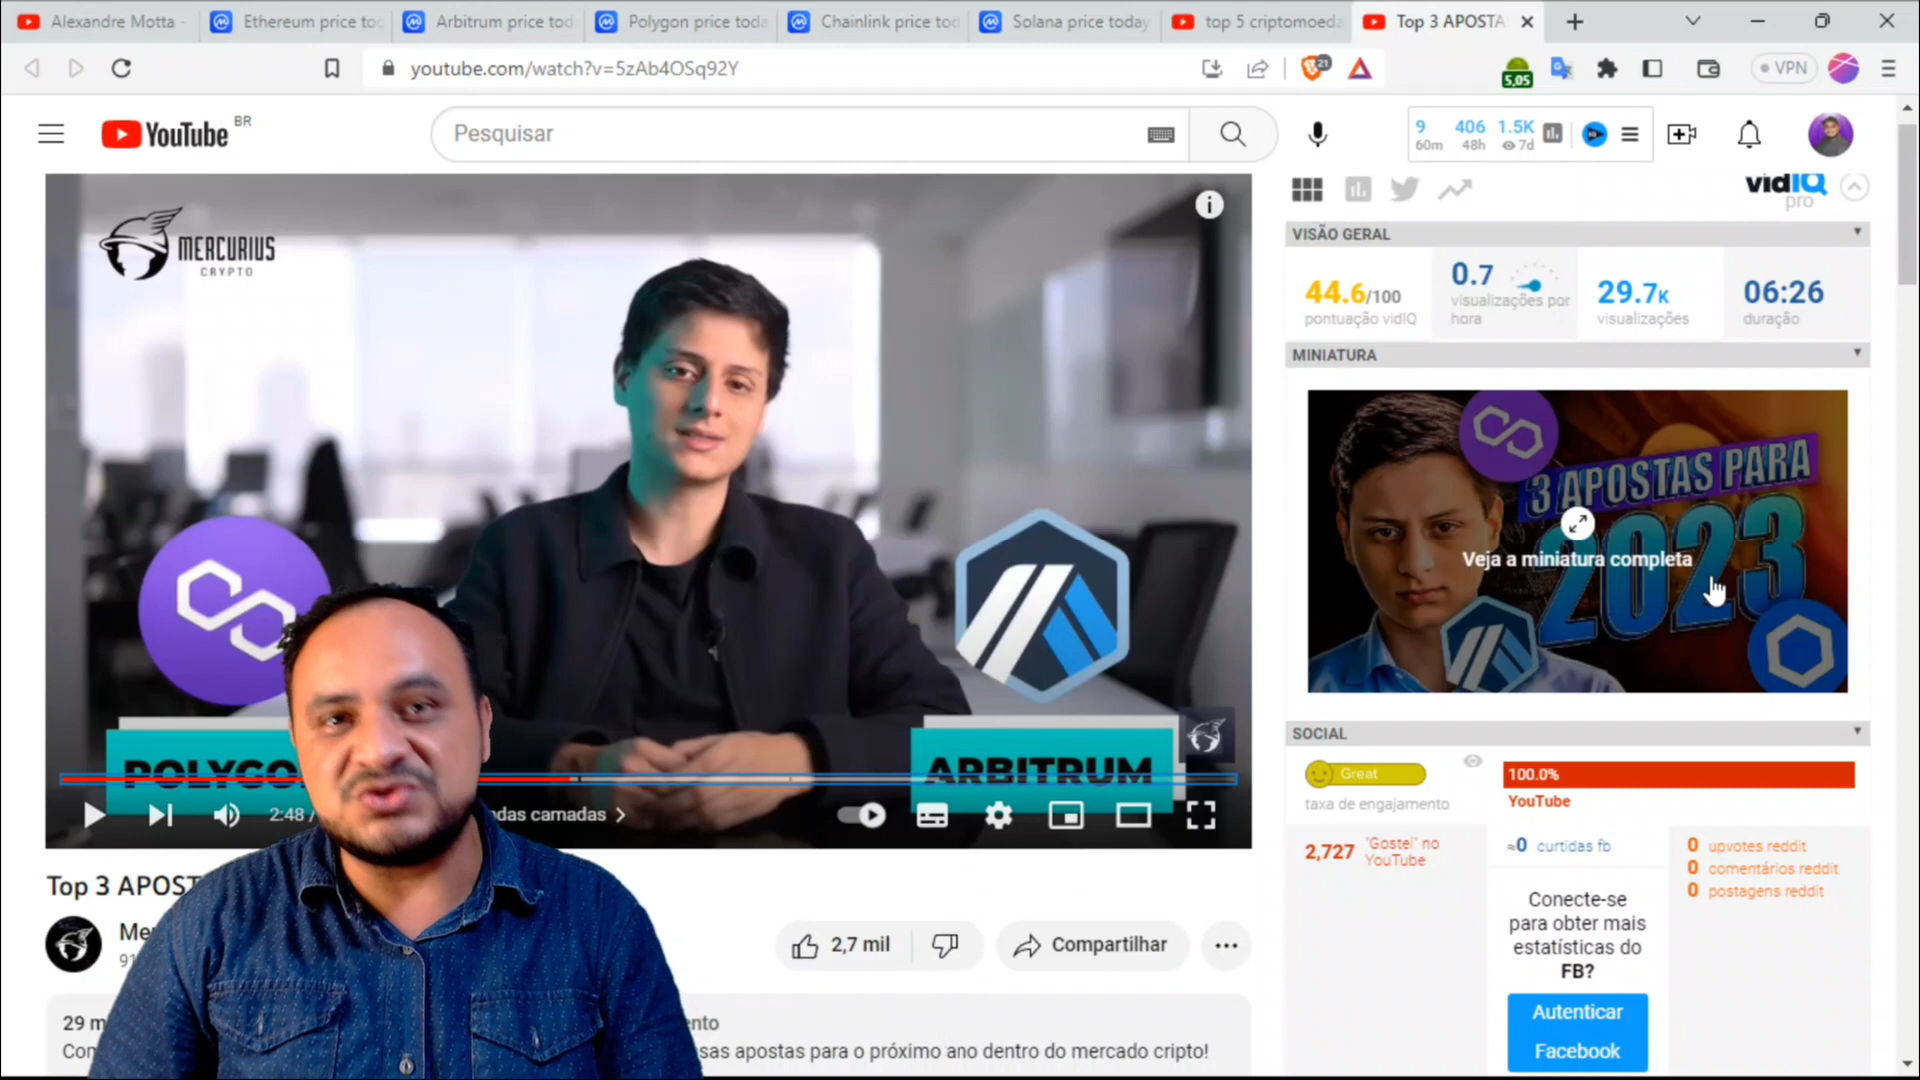 Alexandre Motta -
Ethereum price to
Arbitrum price tod
Polygon price toda
Chainlink price tod
Solana price today
top 5 criptomoeda
Top 3 APOSTA
youtube.com/watch?v=5zAb4OSq92Y
21
5,05
VPN
YouTube BR
Pesquisar
9 406 1.5K
60m 48h 7d
MERCURIUS
CRYPTO
vidIQ
pro
VISÃO GERAL
44.6/100
pontuação vidIQ
0.7
visualizações por
hora
29.7K
visualizações
06:26
duração
MINIATURA
3 APOSTAS PARA
2023
Veja a miniatura completa
POLYGO
ARBITRUM
2:48 /
das camadas
SOCIAL
Great
taxa de engajamento
100.0%
YouTube
2,727 "Gostei" no
YouTube
≈0 curtidas fb
0 upvotes reddit
0 comentários reddit
0 postagens reddit
Conecte-se
para obter mais
estatísticas do
FB?
Autenticar
Facebook
Top 3 APOST
Me
91
2,7 mil
Compartilhar
29 m
nto
Com
sas apostas para o próximo ano dentro do mercado cripto!